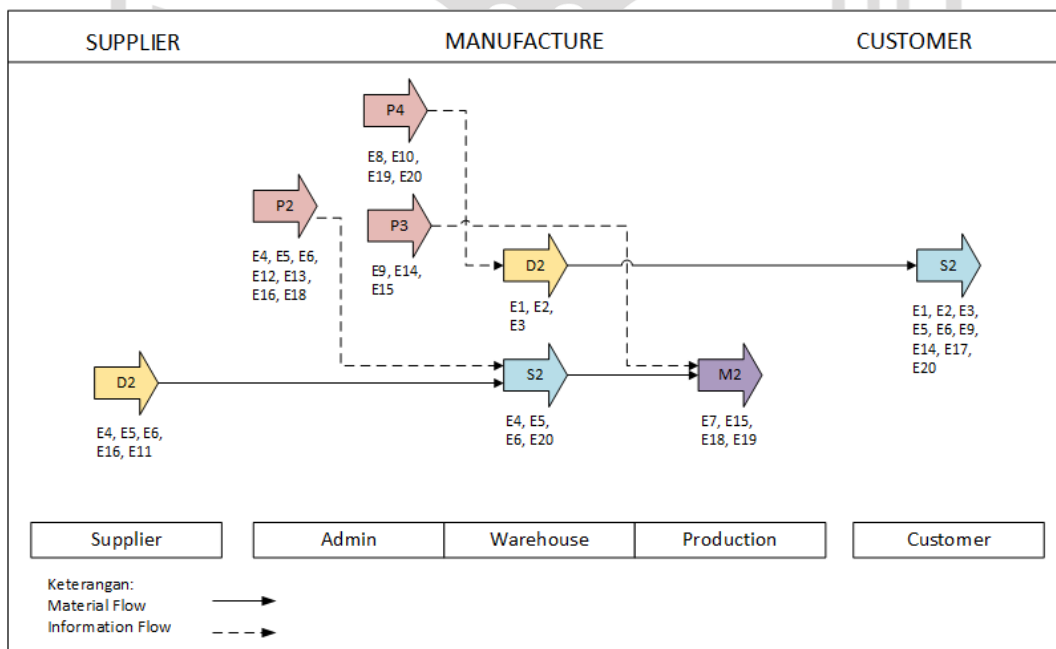 SUPPLIER
MANUFACTURE
CUSTOMER
P4
E8, E10,
E19, E20
P2
E4, E5, E6,
E12, E13,
E16, E18
P3
E9, E14,
E15
D2
E1, E2,
E3
S2
E1, E2, E3,
E5, E6, E9,
E14, E17,
E20
D2
E4, E5, E6,
E16, E11
S2
E4, E5,
E6, E20
M2
E7, E15,
E18, E19
Supplier
Admin
Warehouse
Production
Customer
Keterangan:
Material Flow
Information Flow